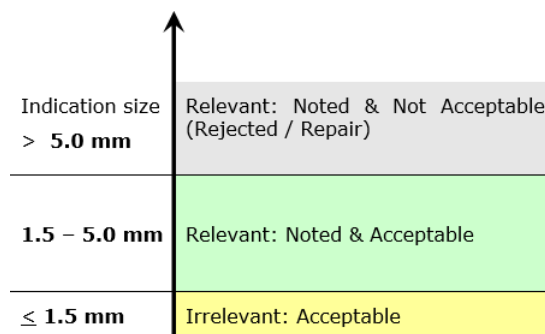 Indication size
> 5.0 mm
Relevant: Noted & Not Acceptable
(Rejected / Repair)
1.5 – 5.0 mm
Relevant: Noted & Acceptable
≤ 1.5 mm
Irrelevant: Acceptable